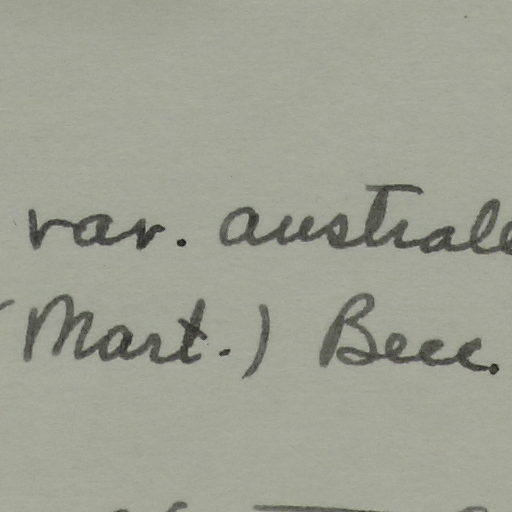 var. australe
(Mart.) Becc.